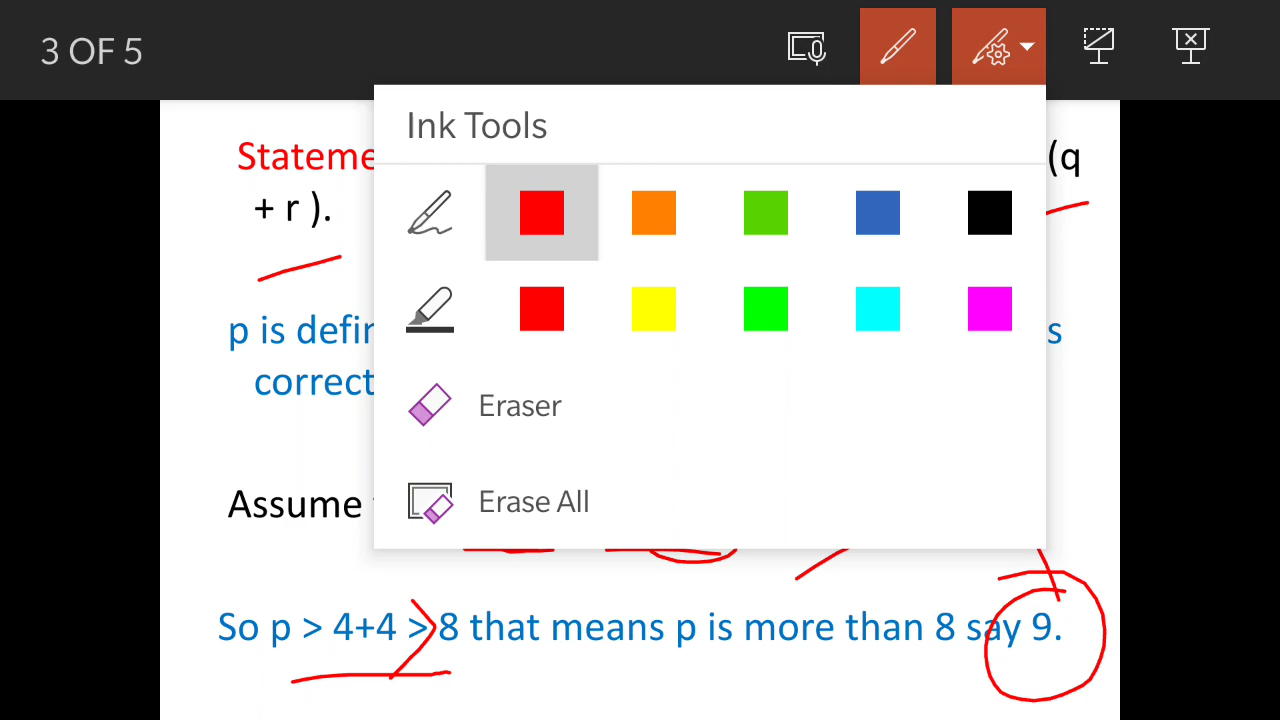 3 OF 5
Ink Tools
Stateme (q
+ r ).
p is defin s
correct
Eraser
Assume
Erase All
So p > 4+4 > 8 that means p is more than 8 say 9.